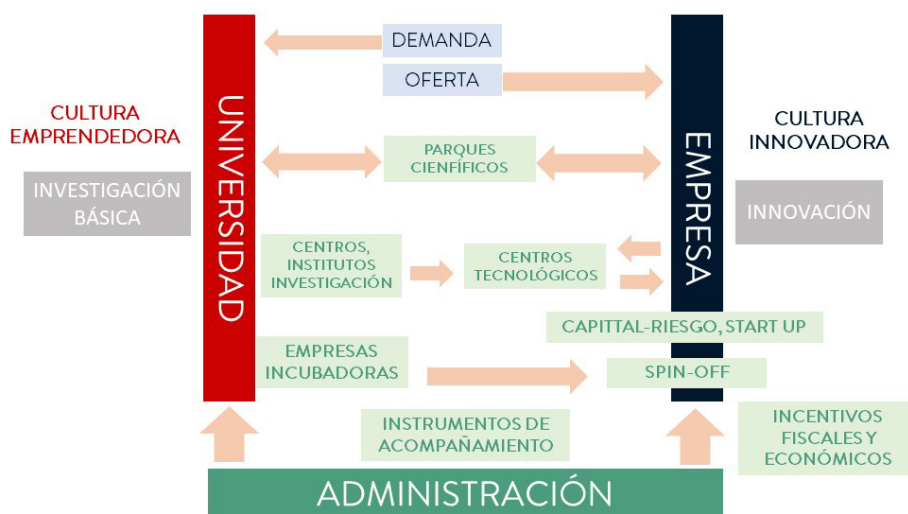 DEMANDA
OFERTA
UNIVERSIDAD
EMPRESA
CULTURA
EMPRENDEDORA
INVESTIGACIÓN
BÁSICA
PARQUES
CIENFÍFICOS
CULTURA
INNOVADORA
INNOVACIÓN
CENTROS,
INSTITUTOS
INVESTIGACIÓN
CENTROS
TECNOLÓGICOS
CAPITTAL-RIESGO, START UP
EMPRESAS
INCUBADORAS
SPIN-OFF
INSTRUMENTOS DE
ACOMPAÑAMIENTO
INCENTIVOS
FISCALES Y
ECONÓMICOS
ADMINISTRACIÓN